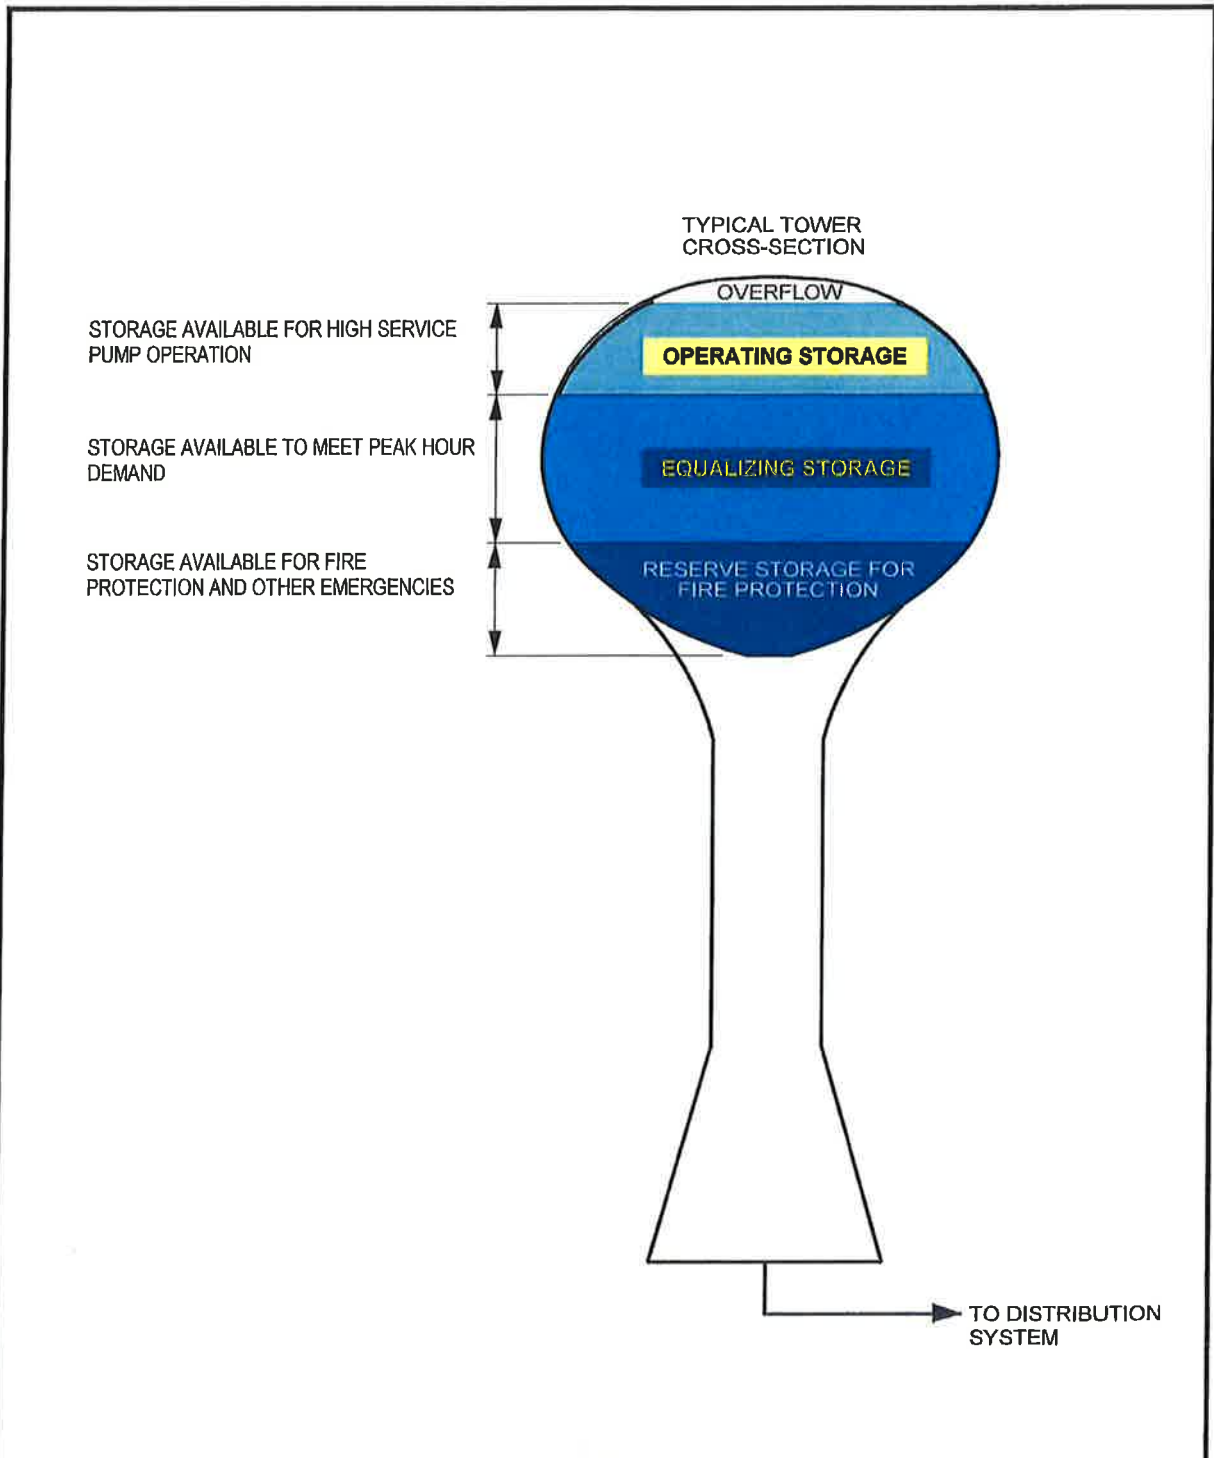 TYPICAL TOWER
CROSS-SECTION
OVERFLOW
STORAGE AVAILABLE FOR HIGH SERVICE
PUMP OPERATION
OPERATING STORAGE
STORAGE AVAILABLE TO MEET PEAK HOUR
DEMAND
EQUALIZING STORAGE
STORAGE AVAILABLE FOR FIRE
PROTECTION AND OTHER EMERGENCIES
RESERVE STORAGE FOR
FIRE PROTECTION
TO DISTRIBUTION
SYSTEM